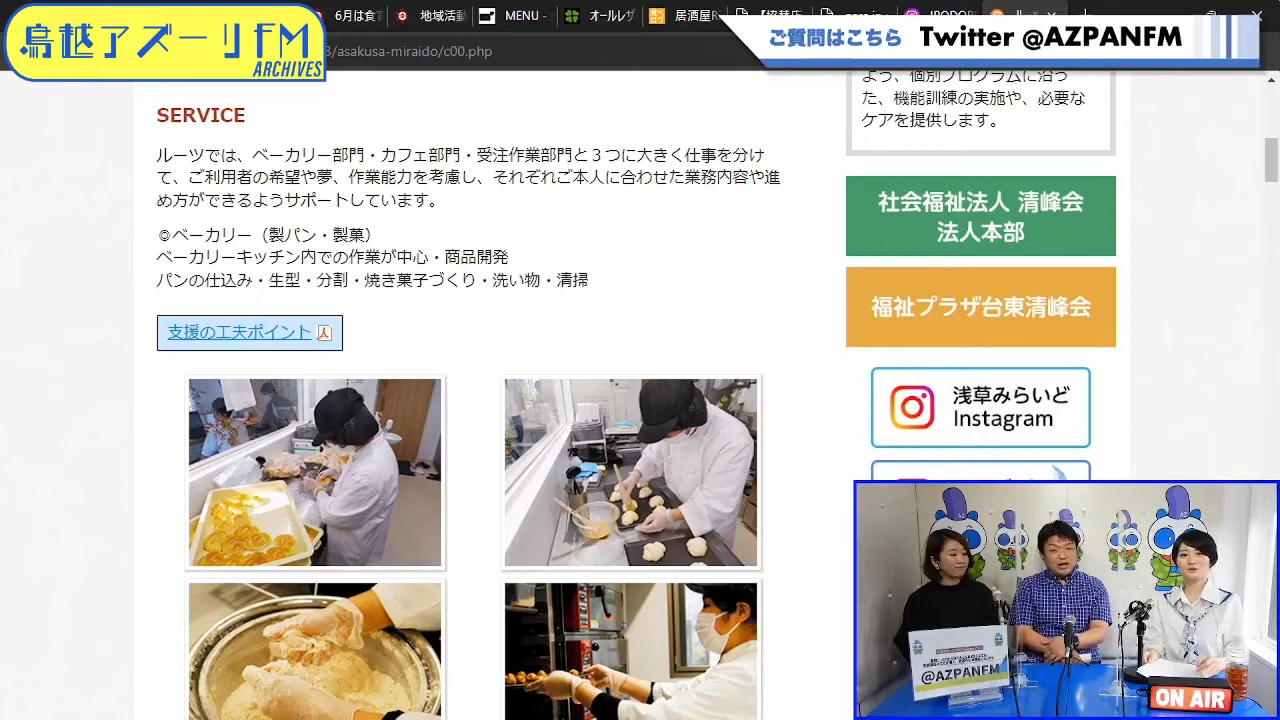 鳥越アズーリFM
ARCHIVES
6月は
MENU -
オールレザ
居酒屋
ご質問はこちら Twitter @AZPANFM
3/asakusa-miraido/c00.php
よう、個別プログラムに沿っ
た、機能訓練の実施や、必要な
ケアを提供します。
SERVICE
ルーツでは、ベーカリー部門・カフェ部門・受注作業部門と３つに大きく仕事を分け
て、ご利用者の希望や夢、作業能力を考慮し、それぞれご本人に合わせた業務内容や進
め方ができるようサポートしています。
◎ベーカリー（製パン・製菓）
ベーカリーキッチン内での作業が中心・商品開発
パンの仕込み・生型・分割・焼き菓子づくり・洗い物・清掃
支援の工夫ポイント
社会福祉法人 清峰会
法人本部
福祉プラザ台東清峰会
浅草みらいど
Instagram
@AZPANFM
ON AIR